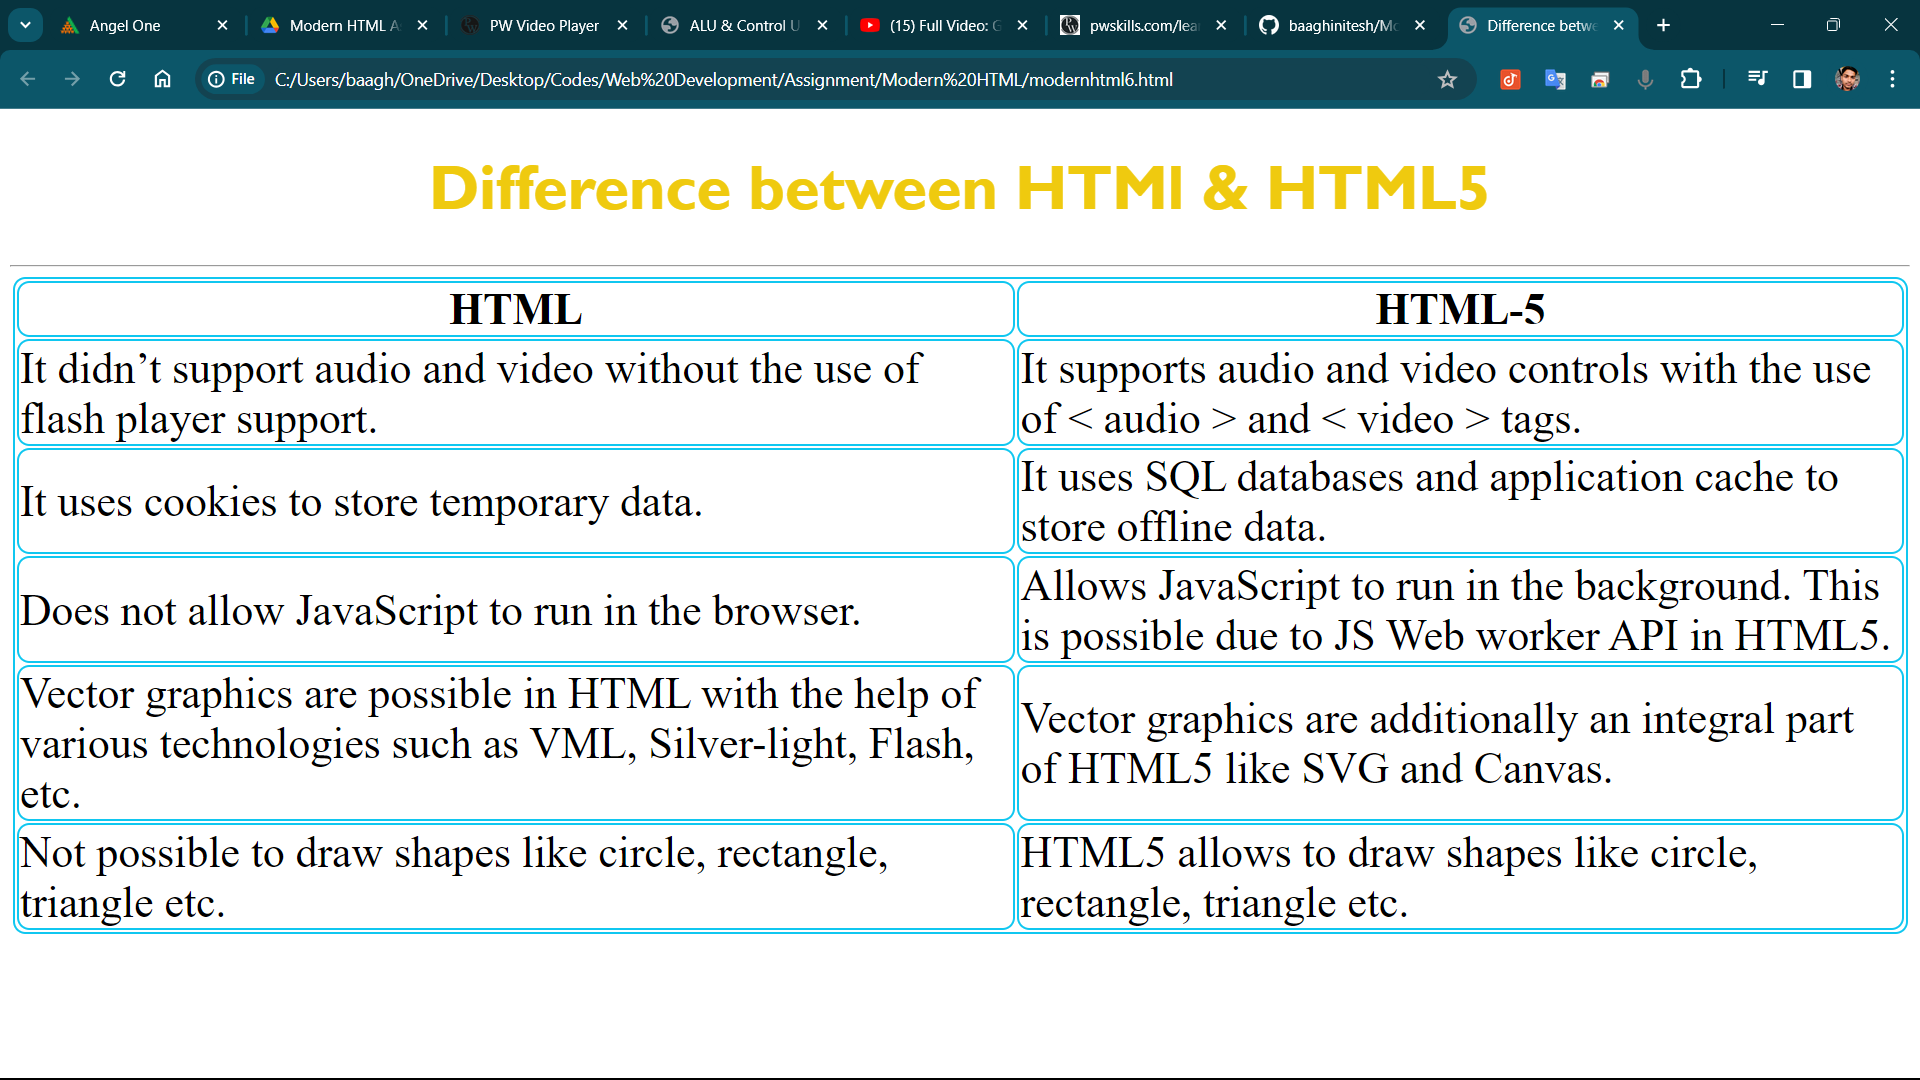 Angel One
Modern HTML A
PW Video Player
ALU & Control U
(15) Full Video: G
pwskills.com/lea
baaghinitesh/Mo
Difference betwe
File
C:/Users/baagh/OneDrive/Desktop/Codes/Web%20Development/Assignment/Modern%20HTML/modernhtml6.html
Difference between HTMl & HTML5
HTML
HTML-5
It didn’t support audio and video without the use of
flash player support.
It supports audio and video controls with the use
of < audio > and < video > tags.
It uses cookies to store temporary data.
It uses SQL databases and application cache to
store offline data.
Does not allow JavaScript to run in the browser.
Allows JavaScript to run in the background. This
is possible due to JS Web worker API in HTML5.
Vector graphics are possible in HTML with the help of
various technologies such as VML, Silver-light, Flash,
etc.
Vector graphics are additionally an integral part
of HTML5 like SVG and Canvas.
Not possible to draw shapes like circle, rectangle,
triangle etc.
HTML5 allows to draw shapes like circle,
rectangle, triangle etc.